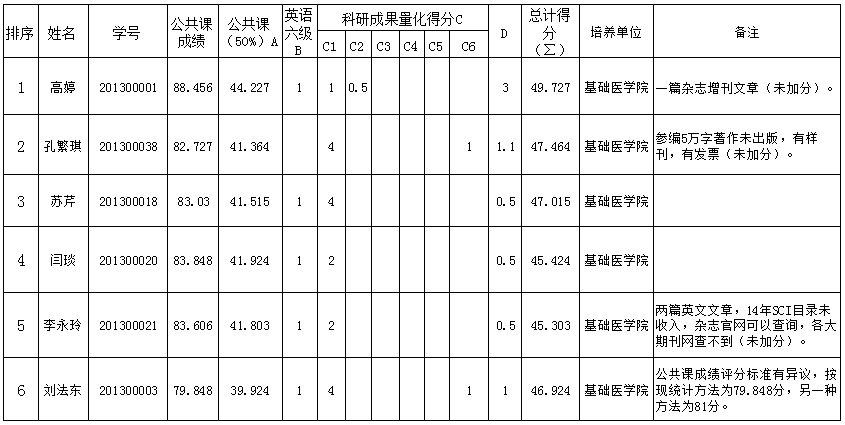 排序 姓名 学号 公共课成绩 公共课(50%)A 英语六级B 科研成果量化得分C D 总计得分(∑) 培养单位 备注
C1 C2 C3 C4 C5 C6
1 高婷 201300001 88.456 44.227 1 1 0.5 3 49.727 基础医学院 一篇杂志增刊文章(未加分)。
2 孔繁琪 201300038 82.727 41.364 1 4 1 1.1 47.464 基础医学院 参编5万字著作未出版,有样
刊,有发票(未加分)。
3 苏芹 201300018 83.03 41.515 1 4 0.5 47.015 基础医学院
4 闫琰 201300020 83.848 41.924 1 2 0.5 45.424 基础医学院
5 李永玲 201300021 83.606 41.803 1 2 0.5 45.303 基础医学院 两篇英文文章,14年SCI目录未
收入,杂志官网可以查询,各大
期刊网查不到(未加分)。
6 刘法东 201300003 79.848 39.924 1 4 1 1 46.924 基础医学院 公共课成绩评分标准有异议,按
现统计方法为79.848分,另一种
方法为81分。